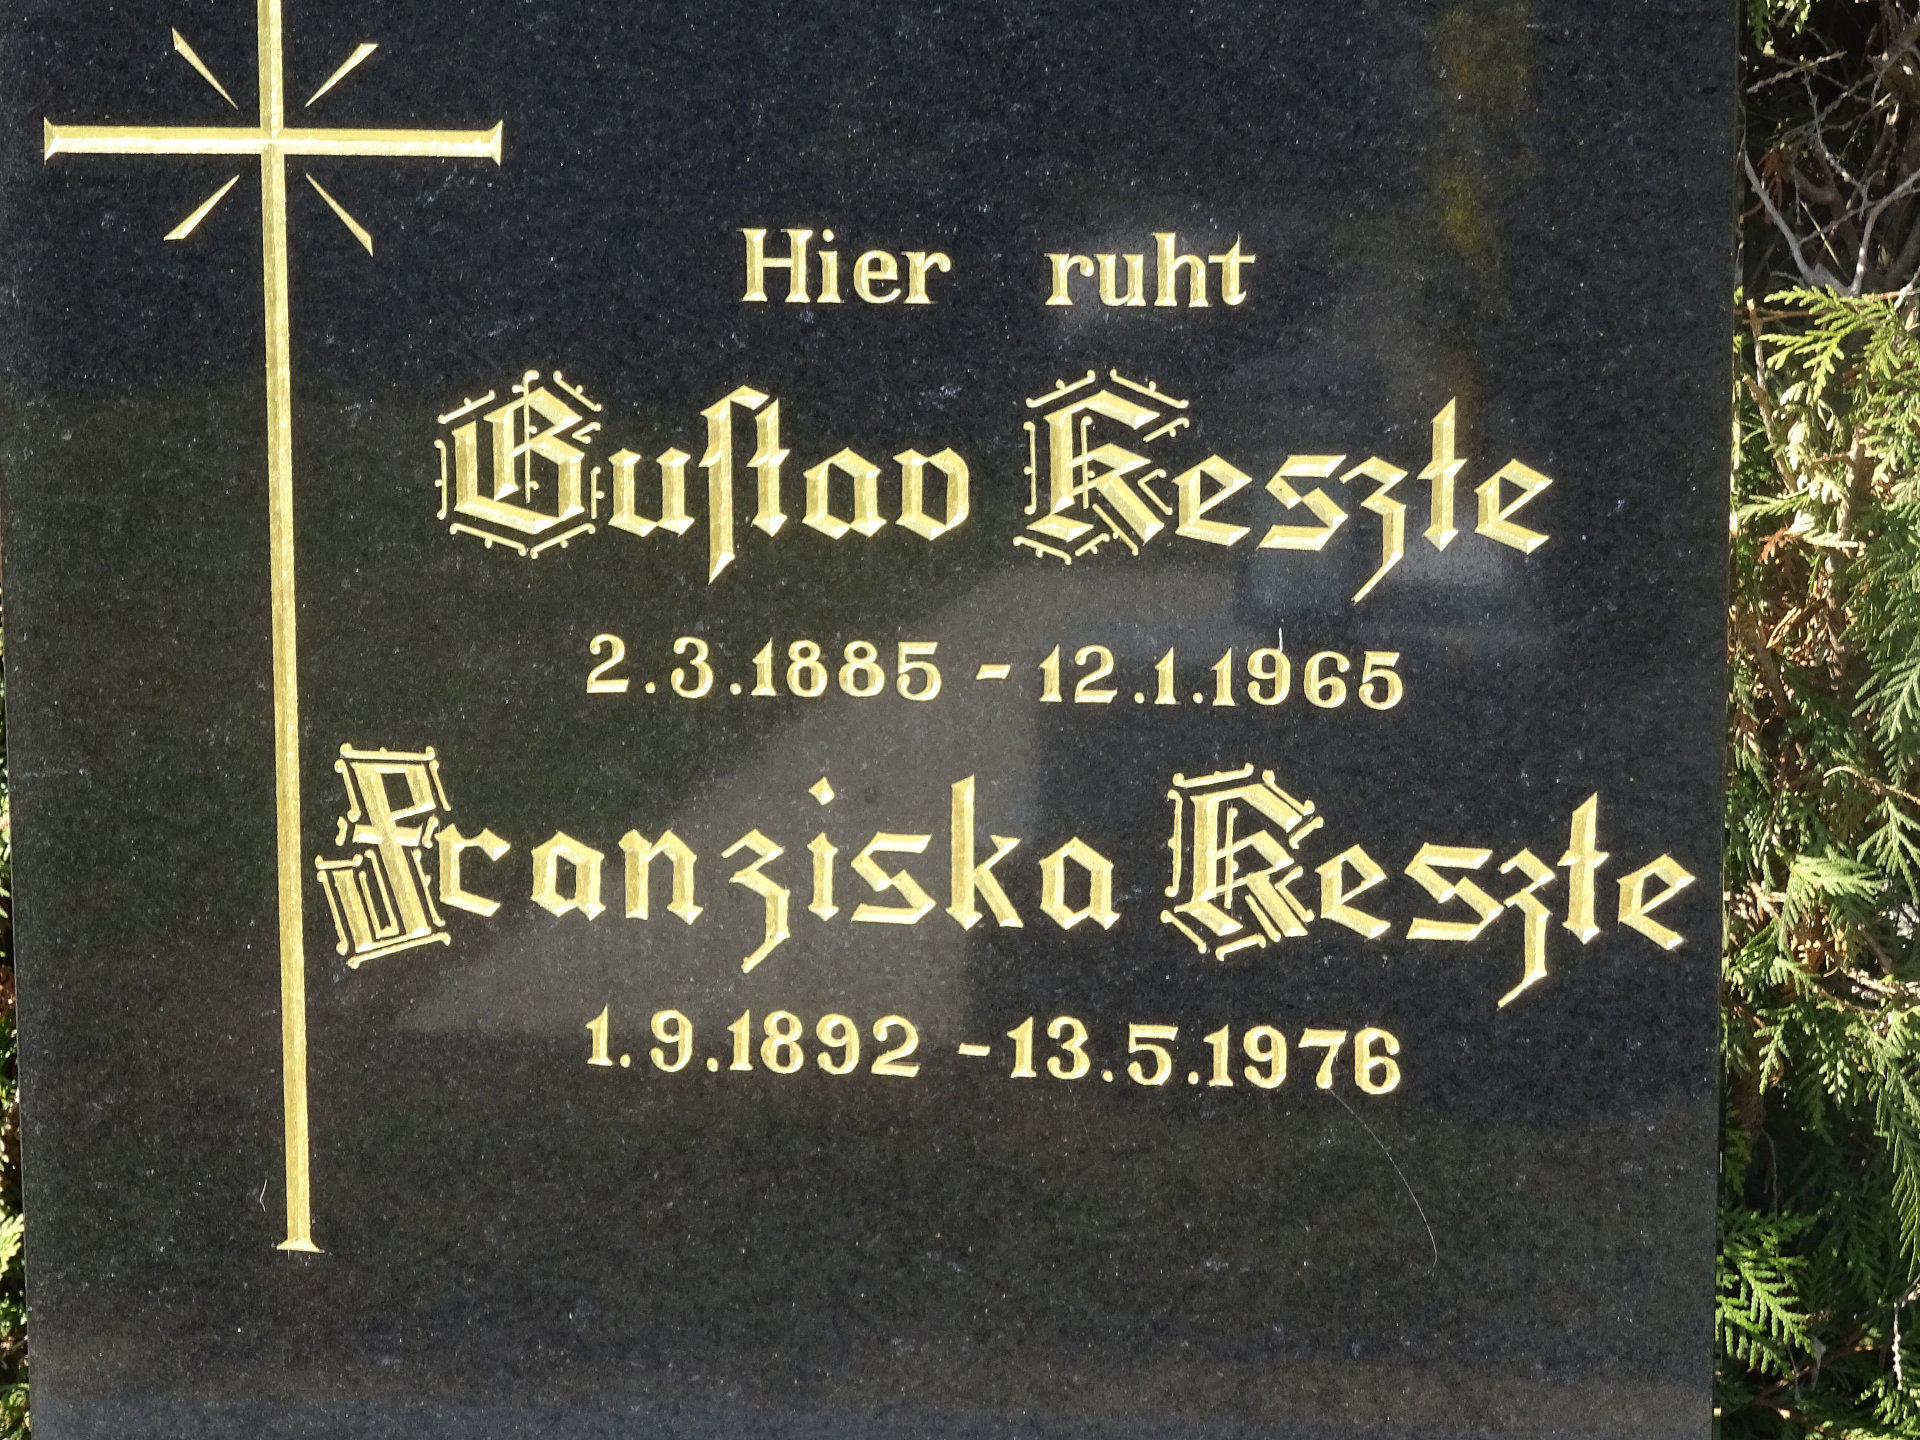 Hier ruht
Guſtav Keszte
2.3.1885 - 12.1.1965
Franziska Keszte
1.9.1892 - 13.5.1976